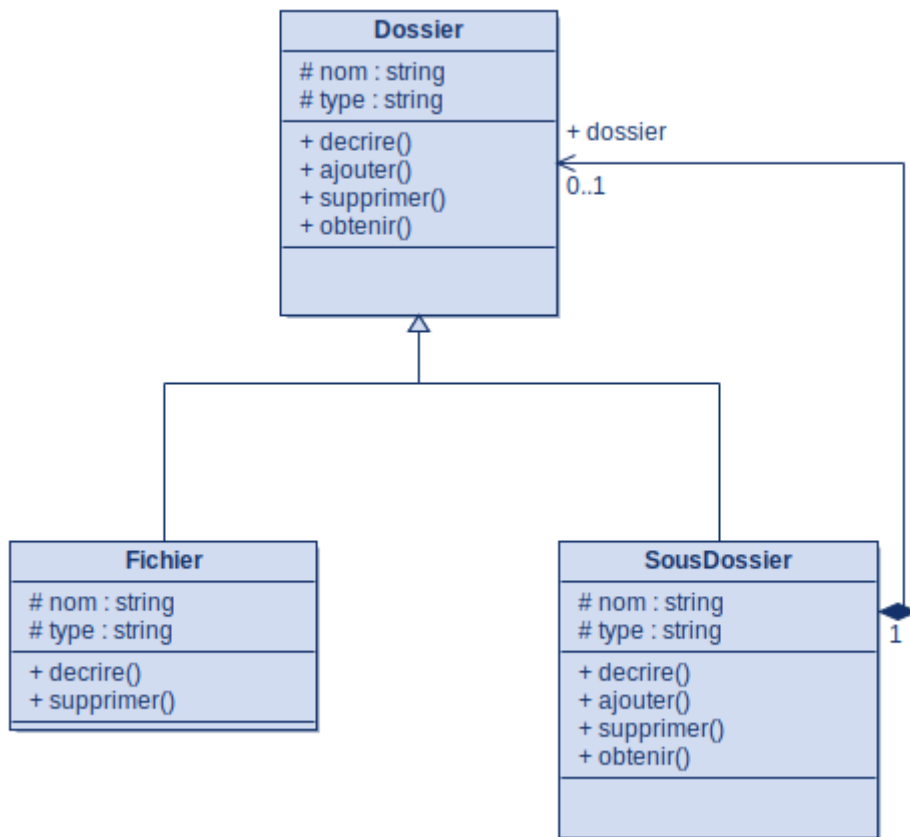 Dossier
# nom : string
# type : string
+ decrire()
+ ajouter()
+ supprimer()
+ obtenir()
+ dossier
0..1
Fichier
# nom : string
# type : string
+ decrire()
+ supprimer()
SousDossier
# nom : string
# type : string
+ decrire()
+ ajouter()
+ supprimer()
+ obtenir()
1